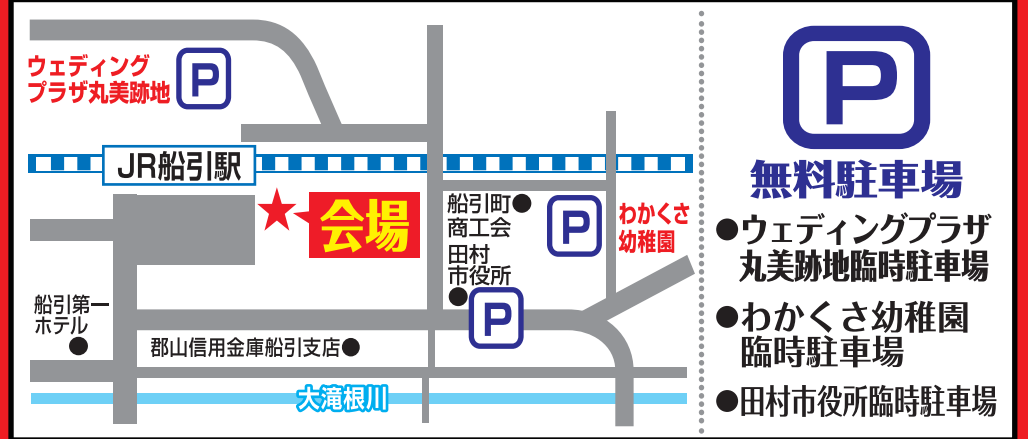 ウェディング
プラザ丸美跡地
P
JR船引駅
会場
船引町●
商工会
田村
市役所
P
わかくさ
幼稚園
P
船引第一
ホテル
郡山信用金庫船引支店●
大滝根川
P
無料駐車場
●ウェディングプラザ
丸美跡地臨時駐車場
●わかくさ幼稚園
臨時駐車場
●田村市役所臨時駐車場